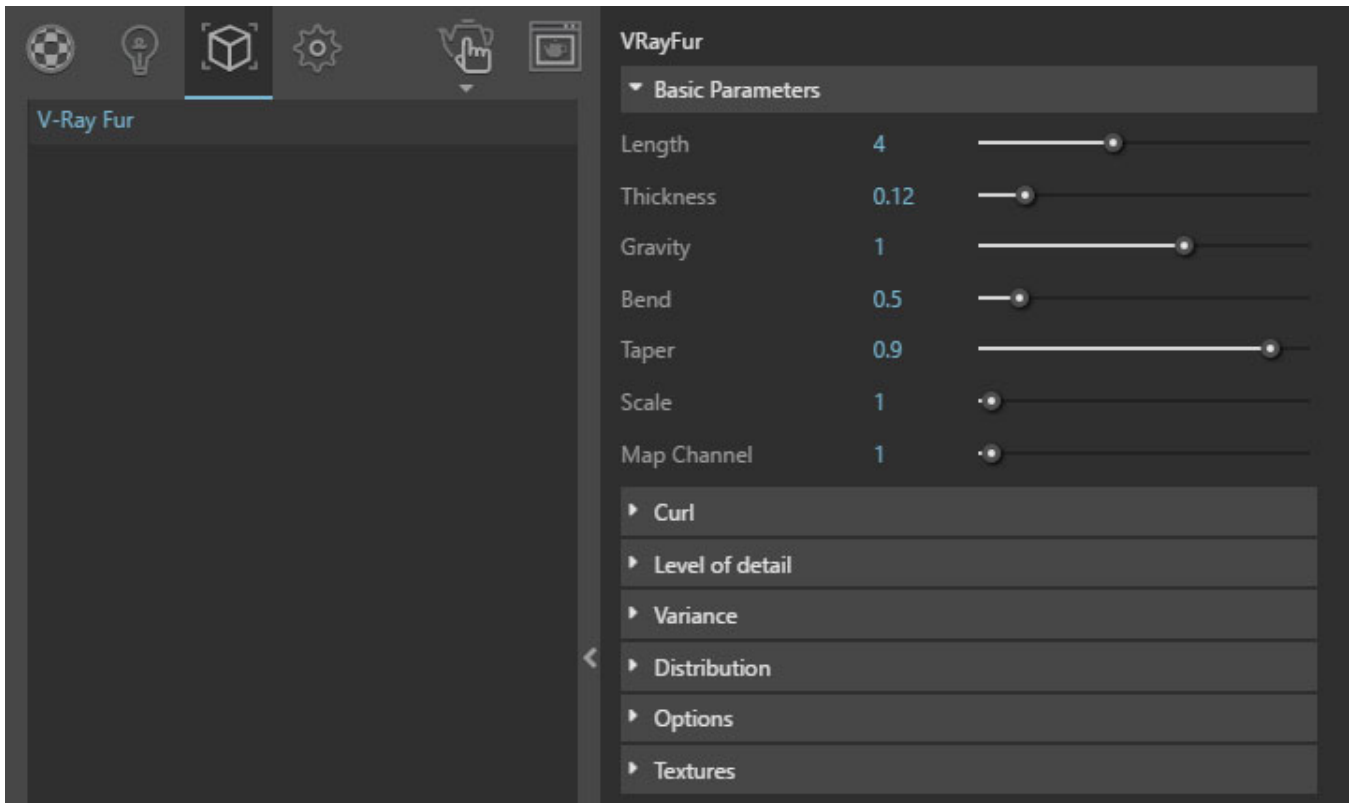 V-Ray Fur
VRayFur
Basic Parameters
Length 4
Thickness 0.12
Gravity 1
Bend 0.5
Taper 0.9
Scale 1
Map Channel 1
Curl
Level of detail
Variance
Distribution
Options
Textures